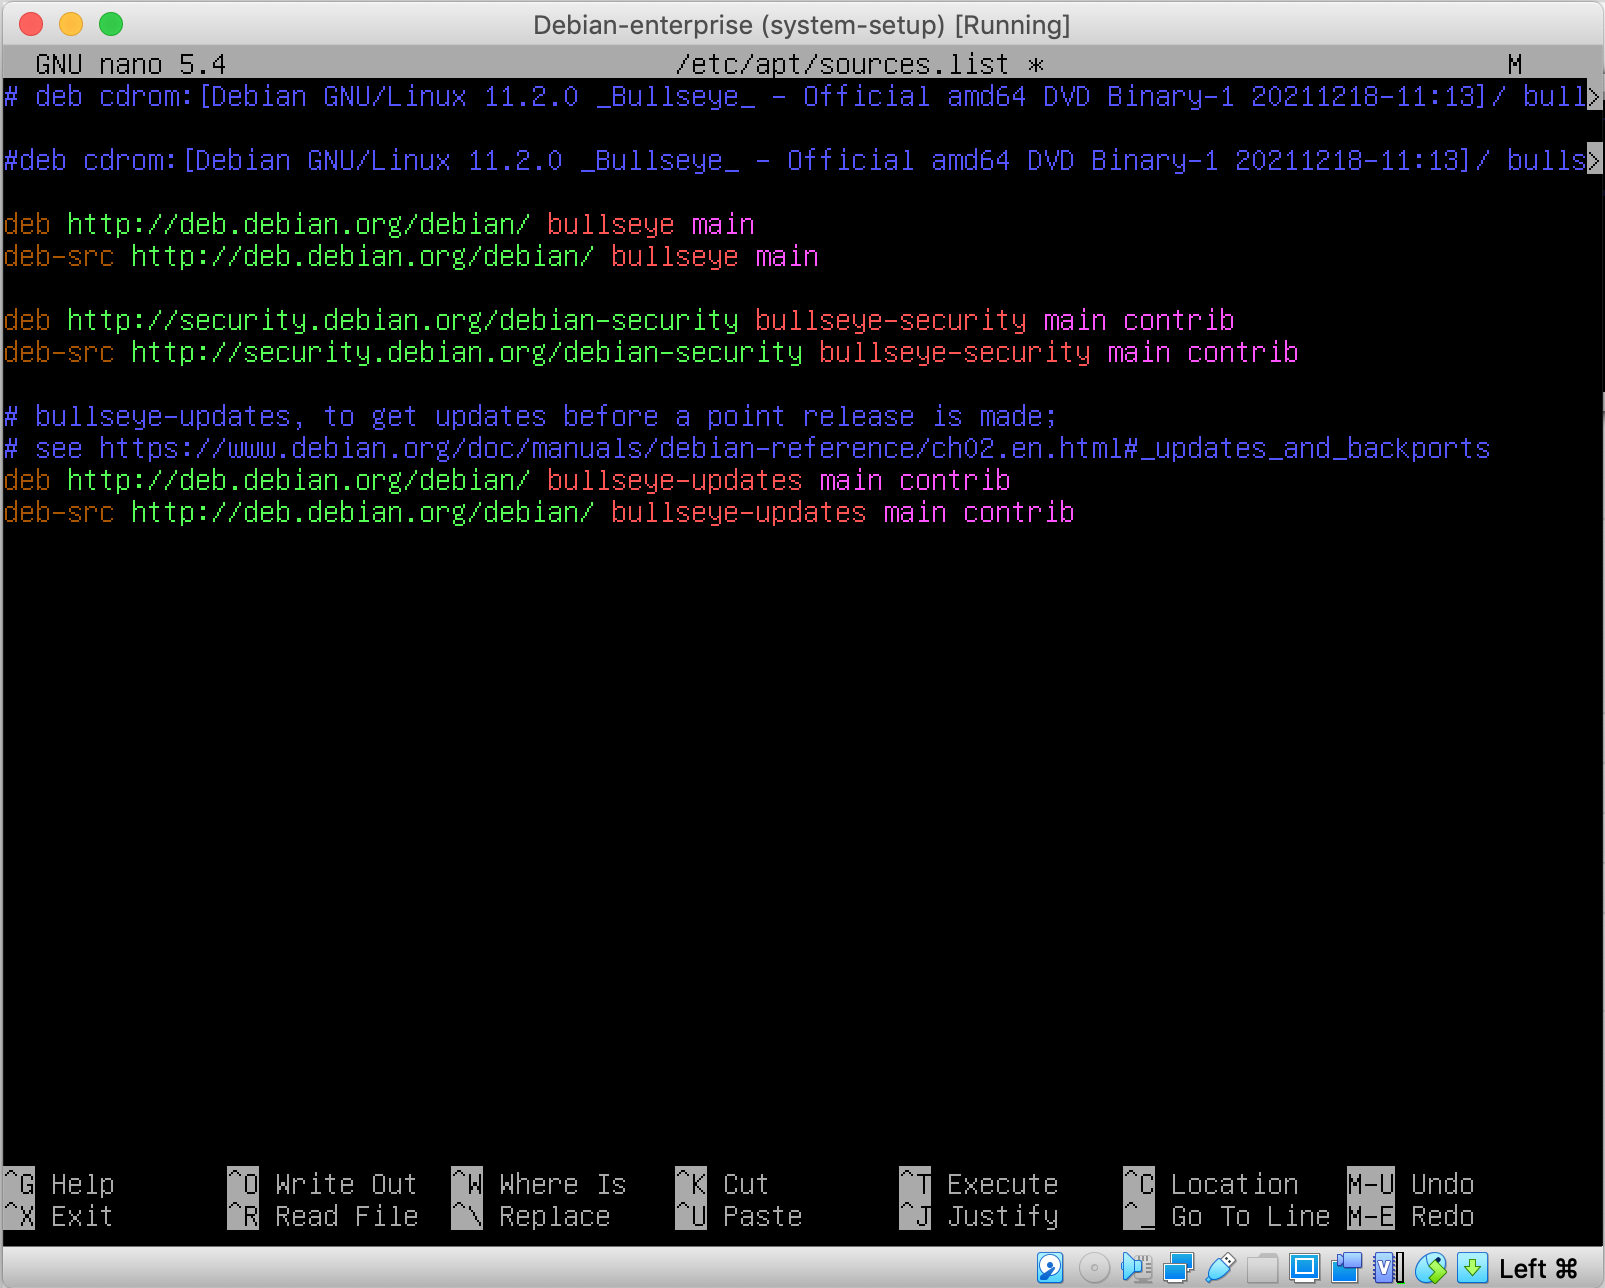 Debian-enterprise (system-setup) [Running]
GNU nano 5.4 /etc/apt/sources.list * M
# deb cdrom:[Debian GNU/Linux 11.2.0 _Bullseye_ - Official amd64 DVD Binary-1 20211218-11:13]/ bull>
#deb cdrom:[Debian GNU/Linux 11.2.0 _Bullseye_ - Official amd64 DVD Binary-1 20211218-11:13]/ bulls>
deb http://deb.debian.org/debian/ bullseye main
deb-src http://deb.debian.org/debian/ bullseye main
deb http://security.debian.org/debian-security bullseye-security main contrib
deb-src http://security.debian.org/debian-security bullseye-security main contrib
# bullseye-updates, to get updates before a point release is made;
# see https://www.debian.org/doc/manuals/debian-reference/ch02.en.html#_updates_and_backports
deb http://deb.debian.org/debian/ bullseye-updates main contrib
deb-src http://deb.debian.org/debian/ bullseye-updates main contrib
^G Help ^O Write Out ^W Where Is ^K Cut ^T Execute ^C Location M-U Undo
^X Exit ^R Read File ^\ Replace ^U Paste ^J Justify ^_ Go To Line M-E Redo
Left ⌘